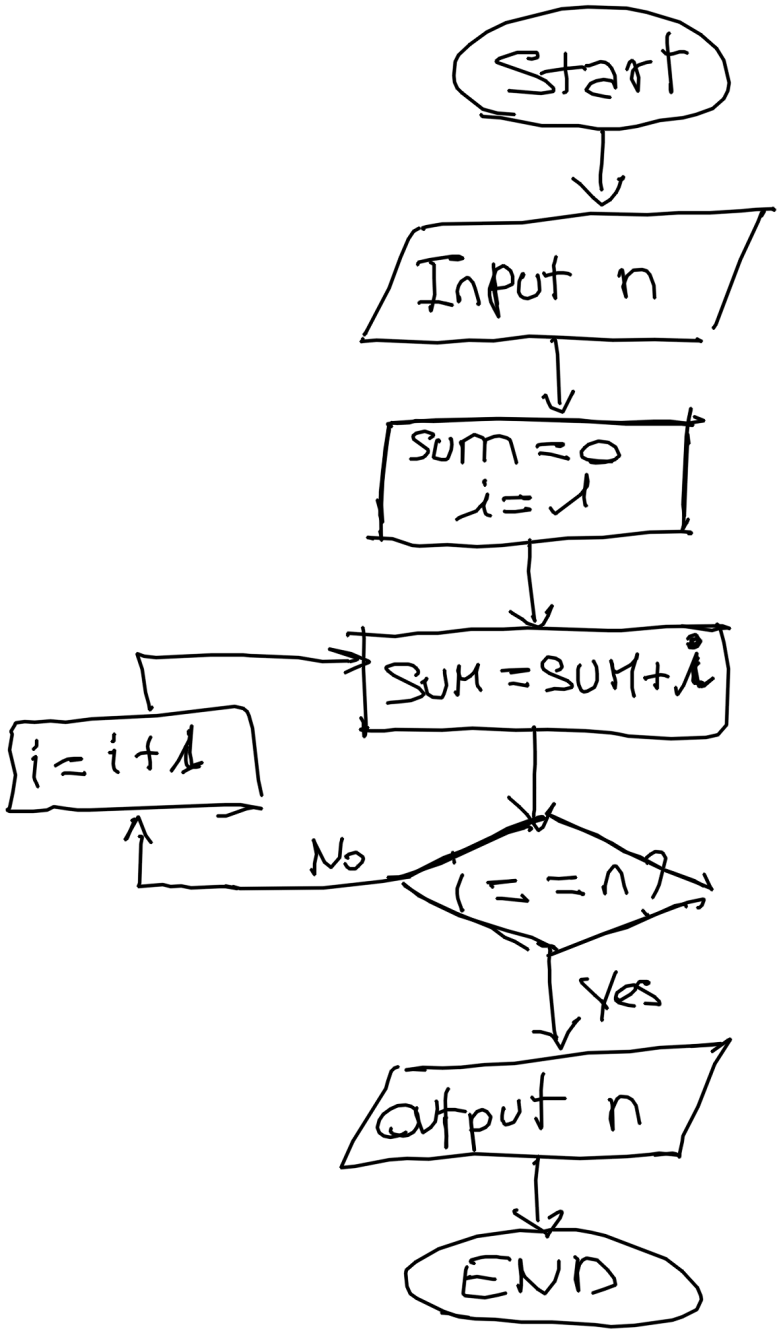 Start
Input n
sum = 0
i = 1
SUM = SUM + i
i = i + 1
No
i = = n ?
Yes
Output n
END